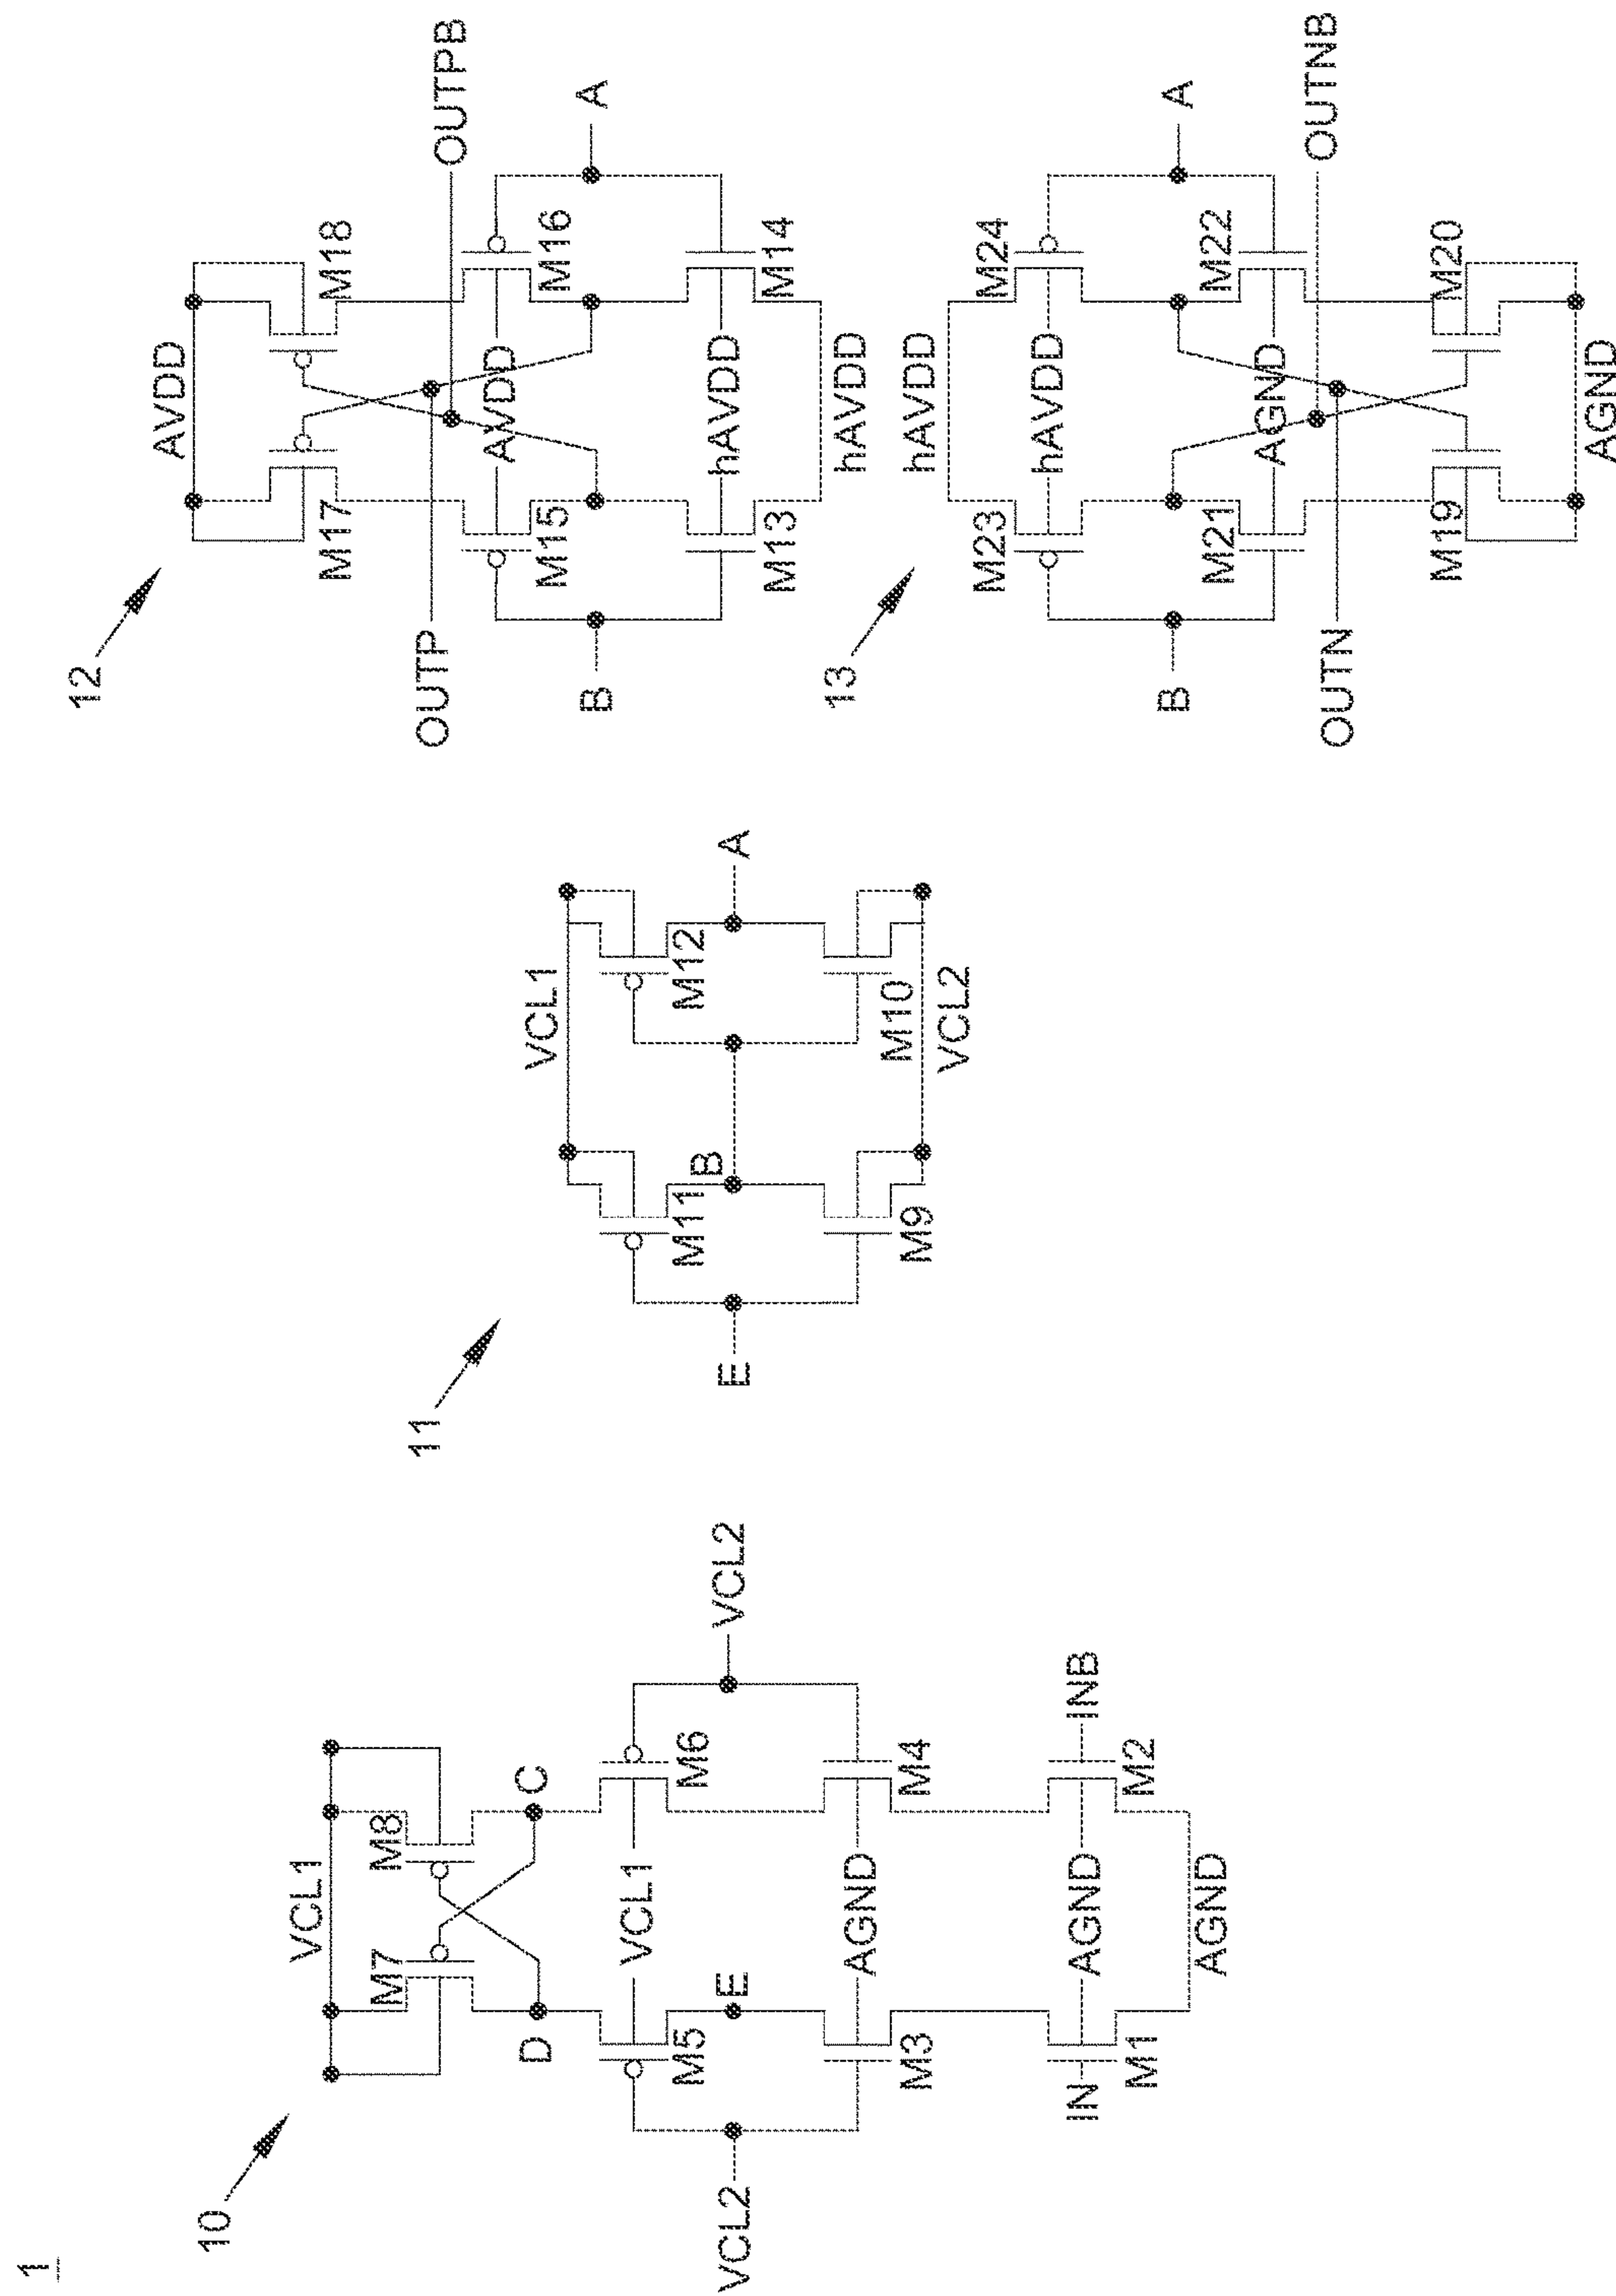 1
10
VCL1
M7
M8
D
C
VCL1
M5
M6
VCL2
E
VCL2
AGND
M3
M4
IN
AGND
INB
M1
M2
AGND
11
VCL1
M11
M12
E
B
A
M9
M10
VCL2
12
AVDD
M17
M18
OUTP
OUTPB
AVDD
M15
M16
B
A
hAVDD
M13
M14
hAVDD
13
hAVDD
M23
M24
hAVDD
B
A
M21
M22
AGND
OUTN
OUTNB
M19
M20
AGND